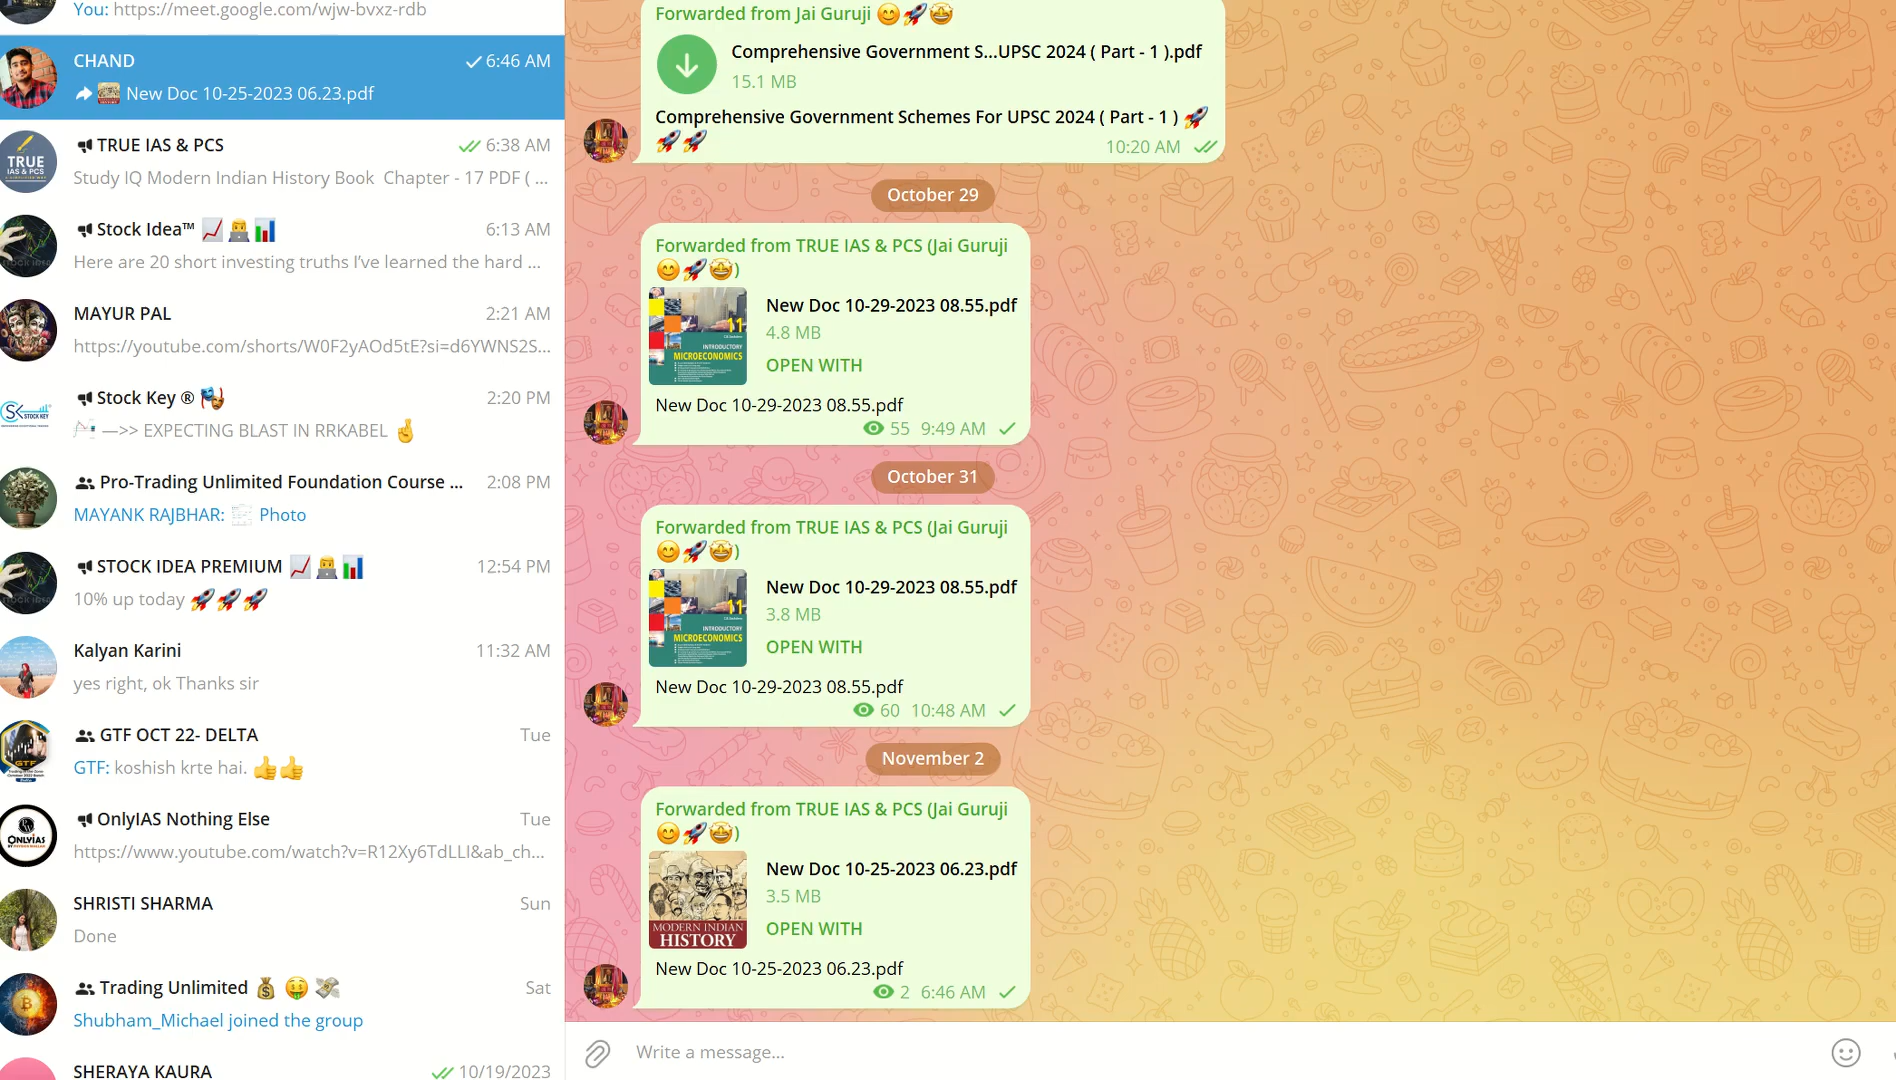 You: https://meet.google.com/wjw-bvxz-rdb
CHAND
6:46 AM
New Doc 10-25-2023 06.23.pdf
TRUE IAS & PCS
6:38 AM
Study IQ Modern Indian History Book Chapter - 17 PDF ( ...
Stock Idea™ 📈👨‍💻📊
6:13 AM
Here are 20 short investing truths I've learned the hard ...
MAYUR PAL
2:21 AM
https://youtube.com/shorts/W0F2yAOd5tE?si=d6YWNS2S...
Stock Key ® 🎭
2:20 PM
—>> EXPECTING BLAST IN RRKABEL 🤞
Pro-Trading Unlimited Foundation Course ...
2:08 PM
MAYANK RAJBHAR: Photo
STOCK IDEA PREMIUM 📈👨‍💻📊
12:54 PM
10% up today 🚀🚀🚀
Kalyan Karini
11:32 AM
yes right, ok Thanks sir
GTF OCT 22- DELTA
Tue
GTF: koshish krte hai. 👍👍
OnlyIAS Nothing Else
Tue
https://www.youtube.com/watch?v=R12Xy6TdLLI&ab_ch...
SHRISTI SHARMA
Sun
Done
Trading Unlimited 💰 🤑 💸
Sat
Shubham_Michael joined the group
SHERAYA KAURA
10/19/2023
TRUE
IAS & PCS
STOCK KEY
GTF
ONLYIAS
Forwarded from Jai Guruji 😊🚀🤩
Comprehensive Government S...UPSC 2024 ( Part - 1 ).pdf
15.1 MB
Comprehensive Government Schemes For UPSC 2024 ( Part - 1 ) 🚀
🚀🚀
10:20 AM
October 29
Forwarded from TRUE IAS & PCS (Jai Guruji
😊🚀🤩)
New Doc 10-29-2023 08.55.pdf
4.8 MB
OPEN WITH
11
INTRODUCTORY
MICROECONOMICS
New Doc 10-29-2023 08.55.pdf
55 9:49 AM
October 31
Forwarded from TRUE IAS & PCS (Jai Guruji
😊🚀🤩)
New Doc 10-29-2023 08.55.pdf
3.8 MB
OPEN WITH
11
INTRODUCTORY
MICROECONOMICS
New Doc 10-29-2023 08.55.pdf
60 10:48 AM
November 2
Forwarded from TRUE IAS & PCS (Jai Guruji
😊🚀🤩)
New Doc 10-25-2023 06.23.pdf
3.5 MB
OPEN WITH
MODERN INDIAN
HISTORY
New Doc 10-25-2023 06.23.pdf
2 6:46 AM
Write a message...